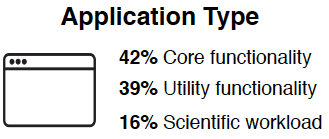 Application Type
42% Core functionality
39% Utility functionality
16% Scientific workload